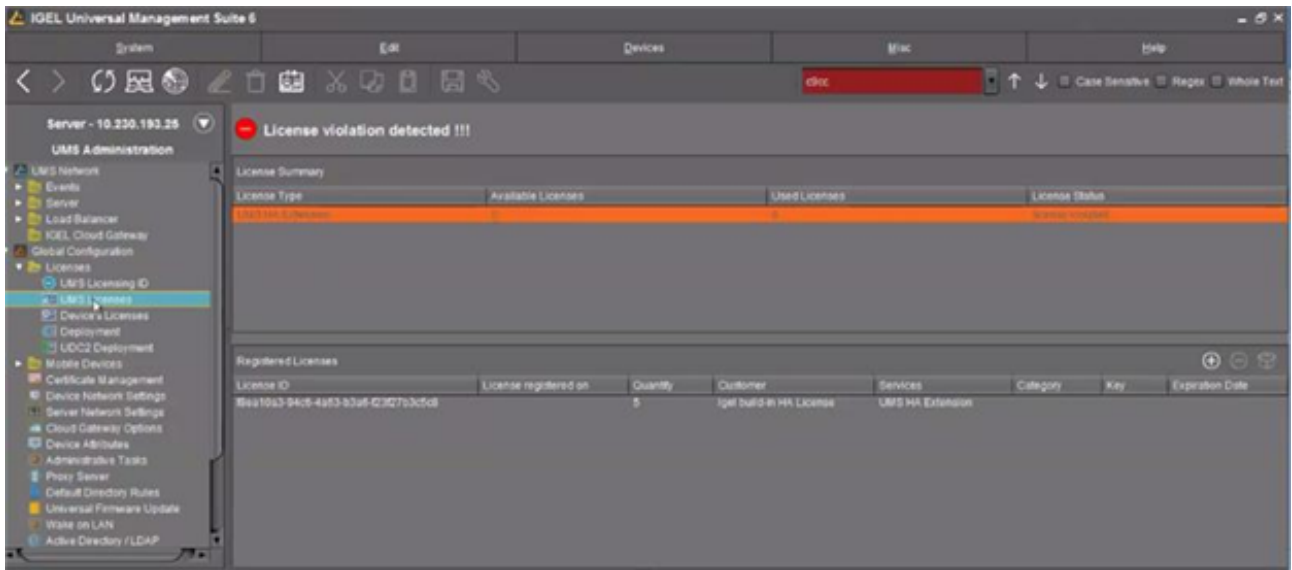 IGEL Universal Management Suite 6
System Edit Devices Misc Help
Case Sensitive Regex Whole Text
Server - 10.230.193.25
UMS Administration
UMS Network
Events
Server
Load Balancer
IGEL Cloud Gateway
Global Configuration
Licenses
UMS Licensing ID
UMS Licenses
Device's Licenses
Deployment
UDC2 Deployment
Mobile Devices
Certificate Management
Device Network Settings
Server Network Settings
Cloud Gateway Options
Device Attributes
Administrative Tasks
Proxy Server
Default Directory Rules
Universal Firmware Update
Wake on LAN
Active Directory / LDAP
License violation detected !!!
License Summary
License Type Available Licenses Used Licenses License Status
UMS HA Extension
Registered Licenses
License ID License registered on Quantity Customer Services Category Key Expiration Date
5 Igel build-in HA License UMS HA Extension